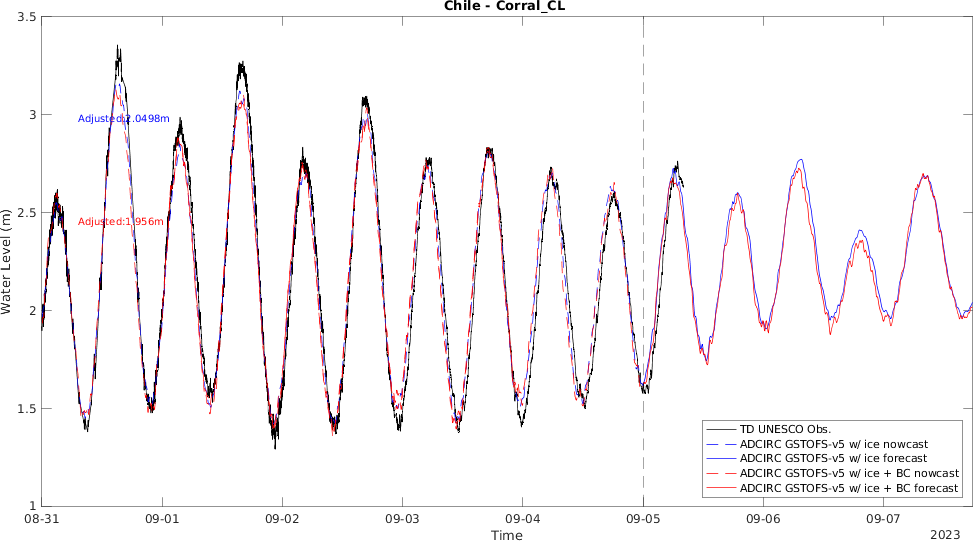 Chile - Corral_CL
3.5
3
2.5
2
1.5
1
Water Level (m)
Adjusted:2.0498m
Adjusted:1.956m
TD UNESCO Obs.
ADCIRC GSTOFS-v5 w/ ice nowcast
ADCIRC GSTOFS-v5 w/ ice forecast
ADCIRC GSTOFS-v5 w/ ice + BC nowcast
ADCIRC GSTOFS-v5 w/ ice + BC forecast
08-31 09-01 09-02 09-03 09-04 09-05 09-06 09-07
Time
2023